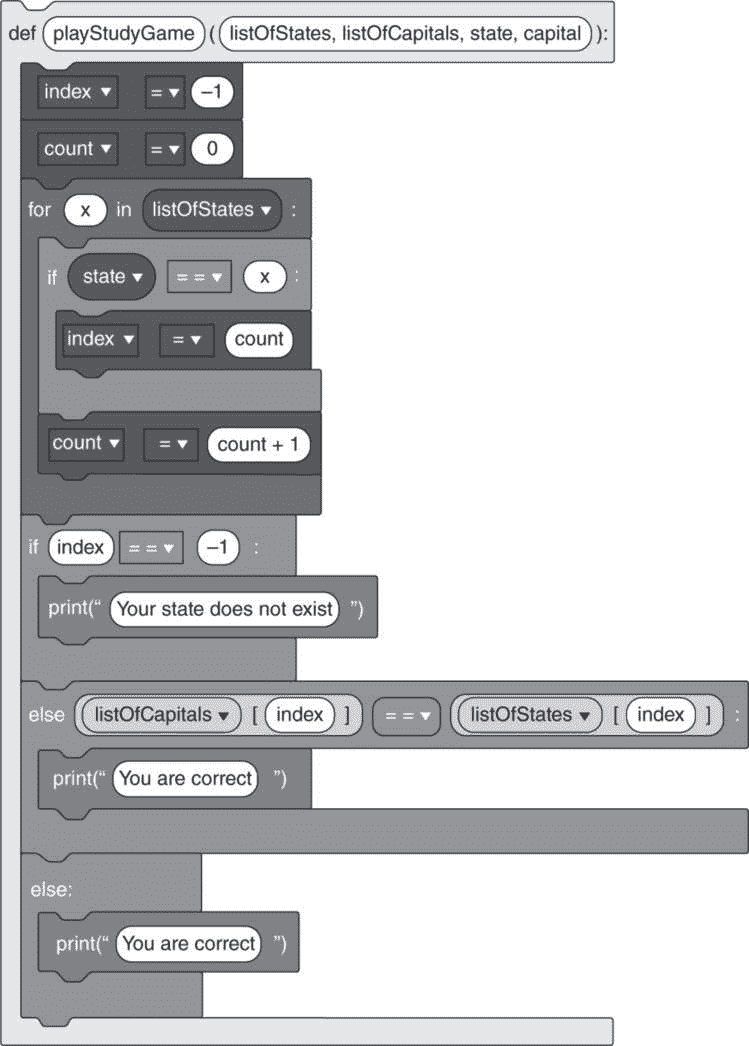 def playStudyGame ( listOfStates, listOfCapitals, state, capital ):
index ▾ = ▾ –1
count ▾ = ▾ 0
for x in listOfStates ▾ :
if state ▾ = = ▾ x :
index ▾ = ▾ count
count ▾ = ▾ count + 1
if index = = ▾ –1 :
print(“ Your state does not exist ”)
else listOfCapitals ▾ [ index ] = = ▾ listOfStates ▾ [ index ] :
print(“ You are correct ”)
else:
print(“ You are correct ”)